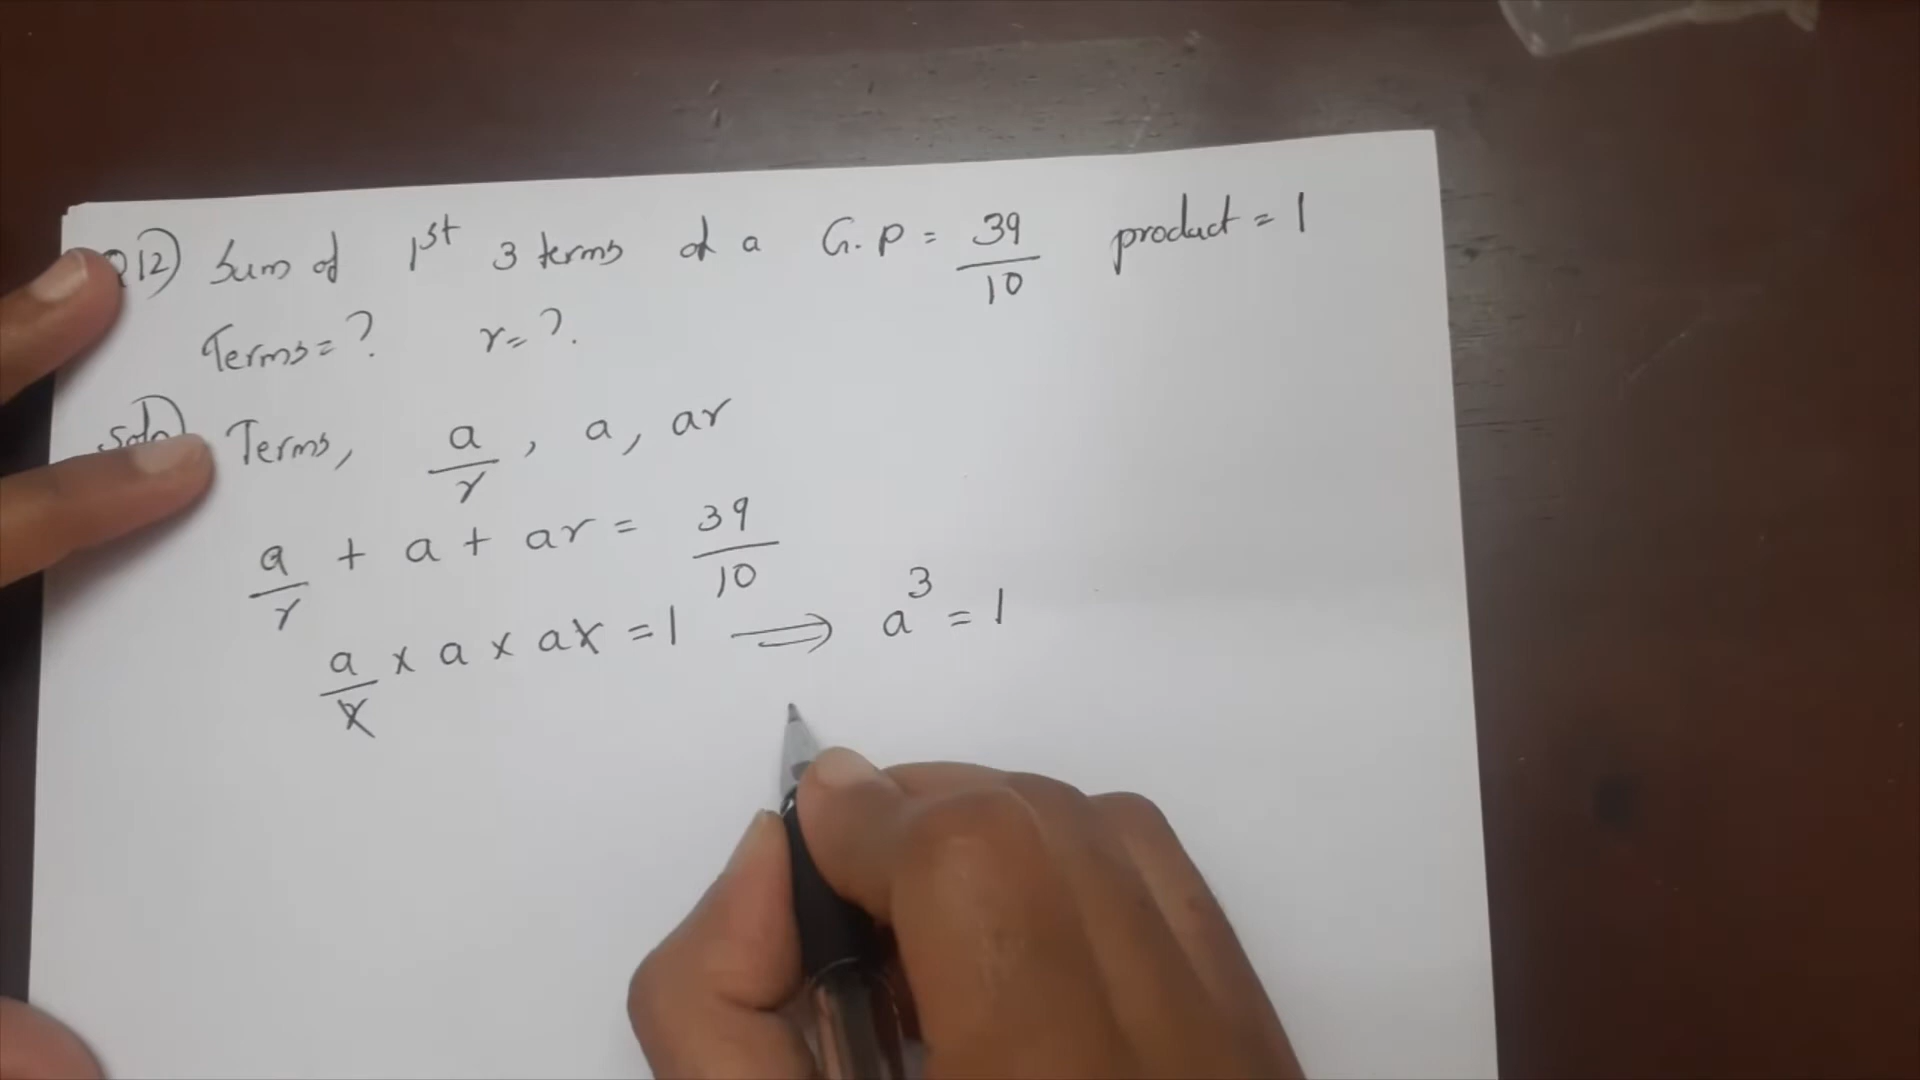 Q12) Sum of 1st 3 terms of a G.P = 39/10 product = 1
Terms = ? r = ?
Soln) Terms, a/r , a, ar
a/r + a + ar = 39/10
a/r x a x ar = 1 ⟹ a³ = 1